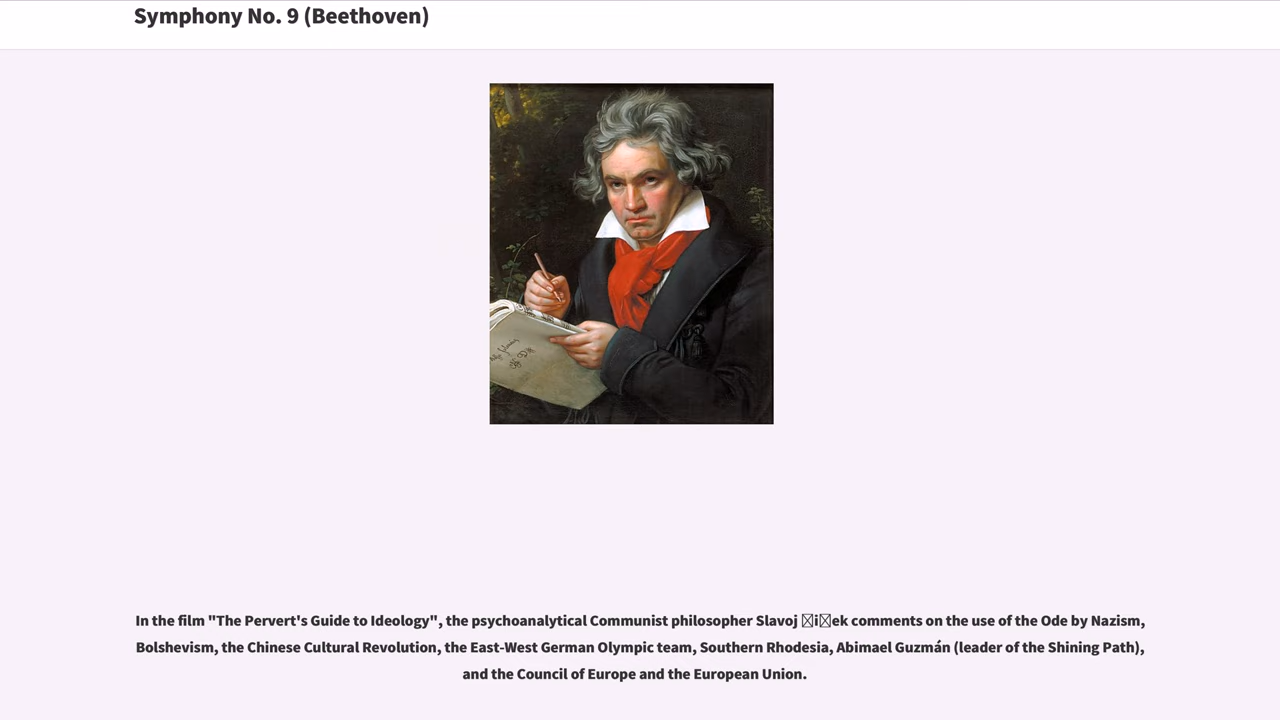 Symphony No. 9 (Beethoven)
In the film "The Pervert's Guide to Ideology", the psychoanalytical Communist philosopher Slavoj ☒i☒ek comments on the use of the Ode by Nazism,
Bolshevism, the Chinese Cultural Revolution, the East-West German Olympic team, Southern Rhodesia, Abimael Guzmán (leader of the Shining Path),
and the Council of Europe and the European Union.